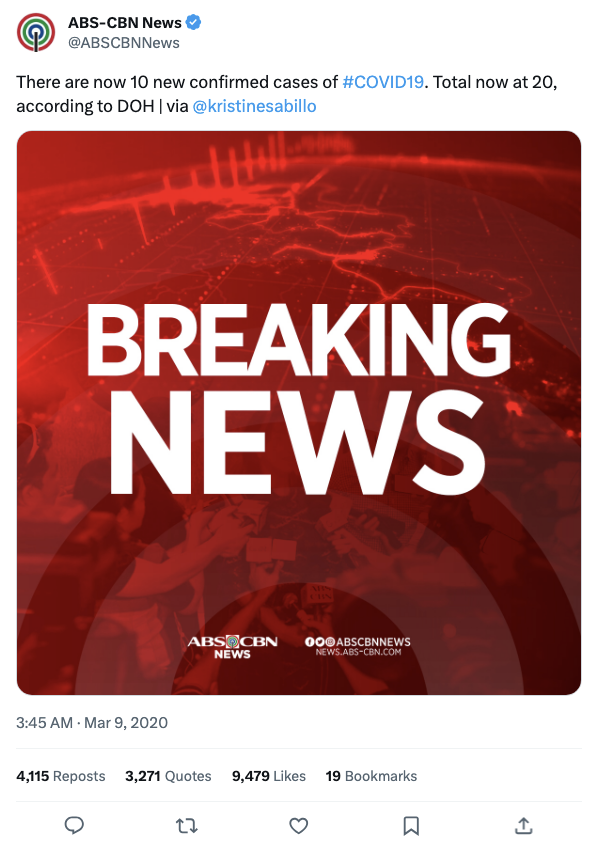 ABS-CBN News
@ABSCBNNews
There are now 10 new confirmed cases of #COVID19. Total now at 20,
according to DOH | via @kristinesabillo
BREAKING
NEWS
ABS CBN
NEWS
ABSCBNNEWS
NEWS.ABS-CBN.COM
3:45 AM · Mar 9, 2020
4,115 Reposts 3,271 Quotes 9,479 Likes 19 Bookmarks